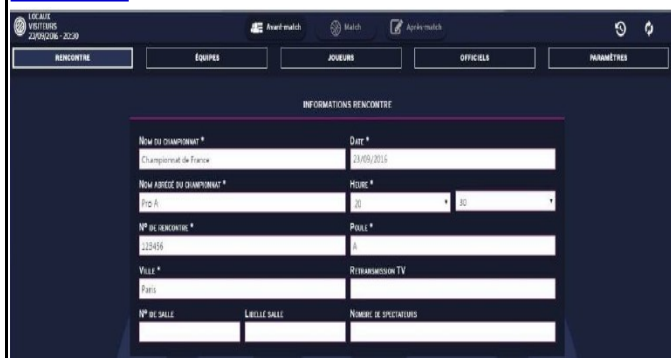 LOCAUX
VISITEURS
23/09/2016 - 20:30
Avant-match
Match
Après-match
RENCONTRE
ÉQUIPES
JOUEURS
OFFICIELS
PARAMÈTRES
INFORMATIONS RENCONTRE
NOM DU CHAMPIONNAT *
DATE *
Championnat de France
23/09/2016
NOM ABRÉGÉ DU CHAMPIONNAT *
HEURE *
Pro A
20
30
N° DE RENCONTRE *
POULE *
123456
A
VILLE *
RETRANSMISSION TV
Paris
N° DE SALLE
LIBELLÉ SALLE
NOMBRE DE SPECTATEURS